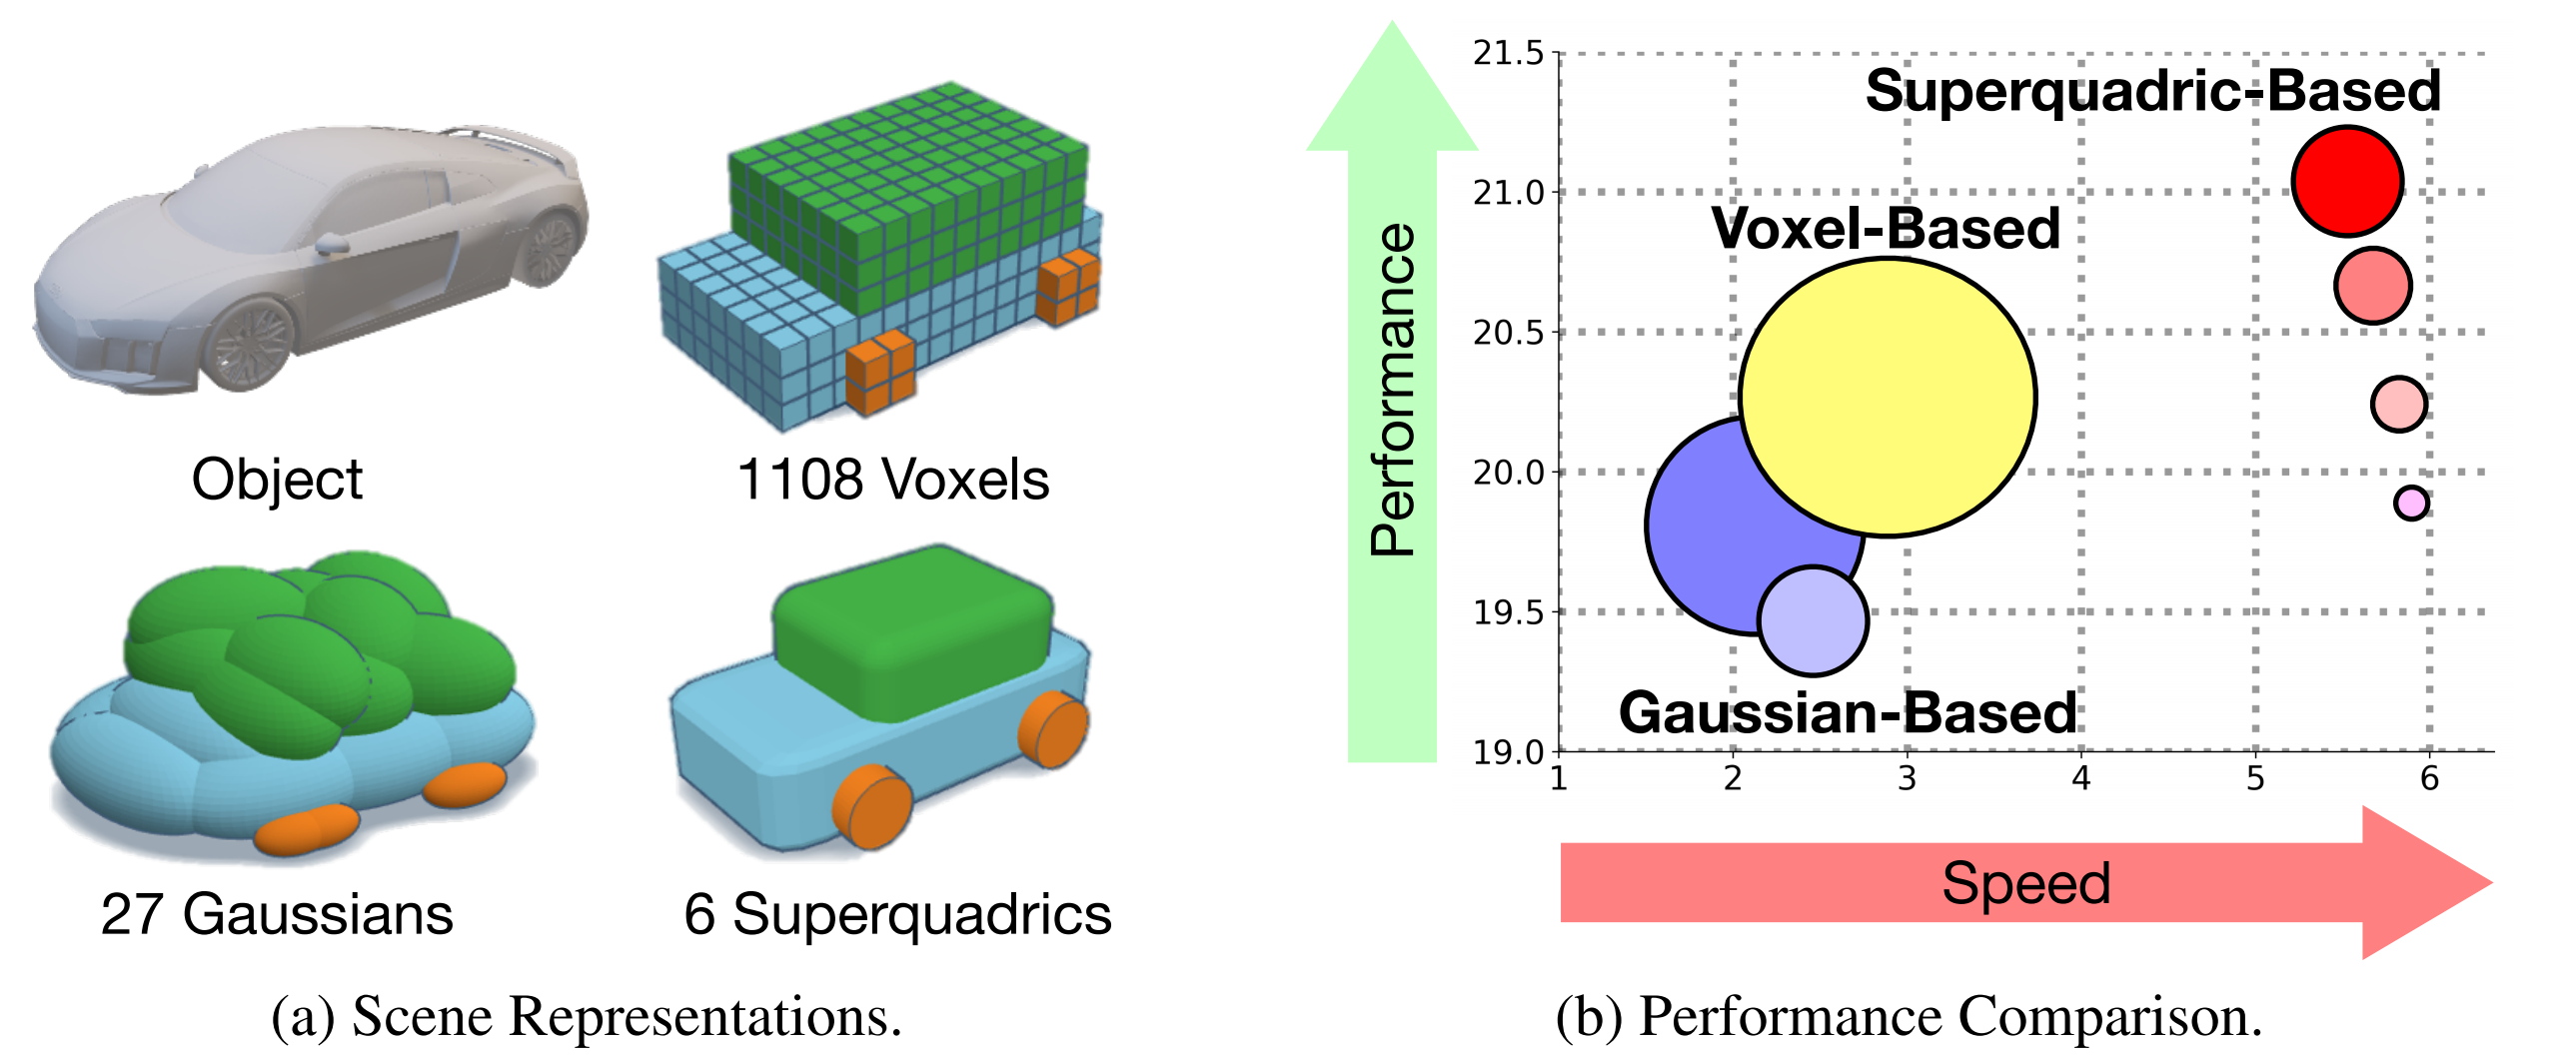 Object
1108 Voxels
27 Gaussians
6 Superquadrics
(a) Scene Representations.
Performance
21.5
21.0
20.5
20.0
19.5
19.0
Superquadric-Based
Voxel-Based
Gaussian-Based
1 2 3 4 5 6
Speed
(b) Performance Comparison.